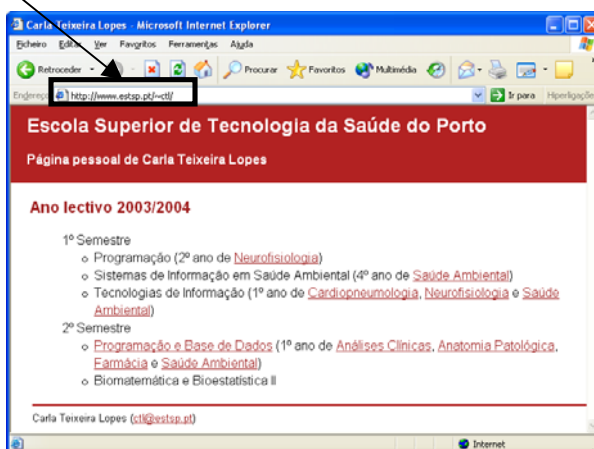 Carla Teixeira Lopes - Microsoft Internet Explorer
Ficheiro Editar Ver Favoritos Ferramentas Ajuda
Retroceder Procurar Favoritos Multimédia
Endereço http://www.estsp.pt/~ctl/ Ir para Hiperligações
Escola Superior de Tecnologia da Saúde do Porto
Página pessoal de Carla Teixeira Lopes
Ano lectivo 2003/2004
1º Semestre
Programação (2º ano de Neurofisiologia)
Sistemas de Informação em Saúde Ambiental (4º ano de Saúde Ambiental)
Tecnologias de Informação (1º ano de Cardiopneumologia, Neurofisiologia e Saúde
Ambiental)
2º Semestre
Programação e Base de Dados (1º ano de Análises Clínicas, Anatomia Patológica,
Farmácia e Saúde Ambiental)
Biomatemática e Bioestatística II
Carla Teixeira Lopes (ctl@estsp.pt)
Internet